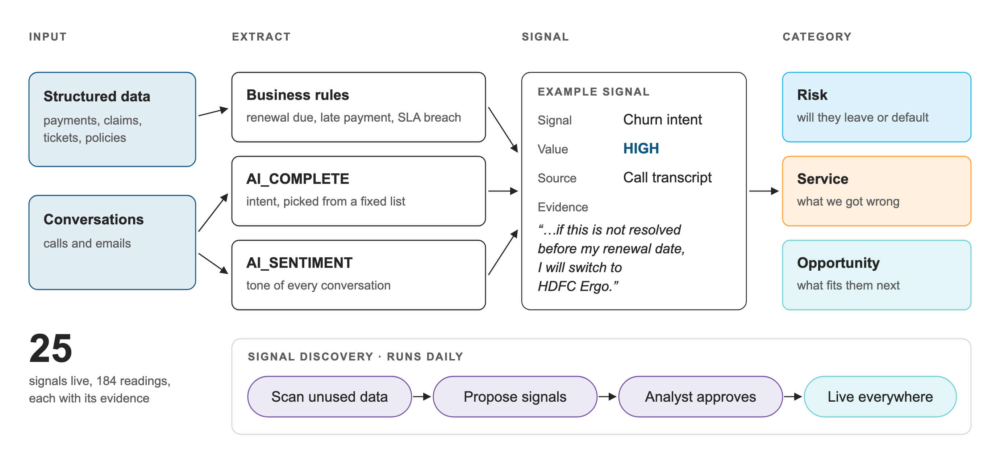 INPUT
EXTRACT
SIGNAL
CATEGORY
Structured data
payments, claims,
tickets, policies
Conversations
calls and emails
Business rules
renewal due, late payment, SLA breach
AI_COMPLETE
intent, picked from a fixed list
AI_SENTIMENT
tone of every conversation
EXAMPLE SIGNAL
Signal Churn intent
Value HIGH
Source Call transcript
Evidence
“…if this is not resolved
before my renewal date,
I will switch to
HDFC Ergo.”
Risk
will they leave or default
Service
what we got wrong
Opportunity
what fits them next
25
signals live, 184 readings,
each with its evidence
SIGNAL DISCOVERY · RUNS DAILY
Scan unused data
Propose signals
Analyst approves
Live everywhere